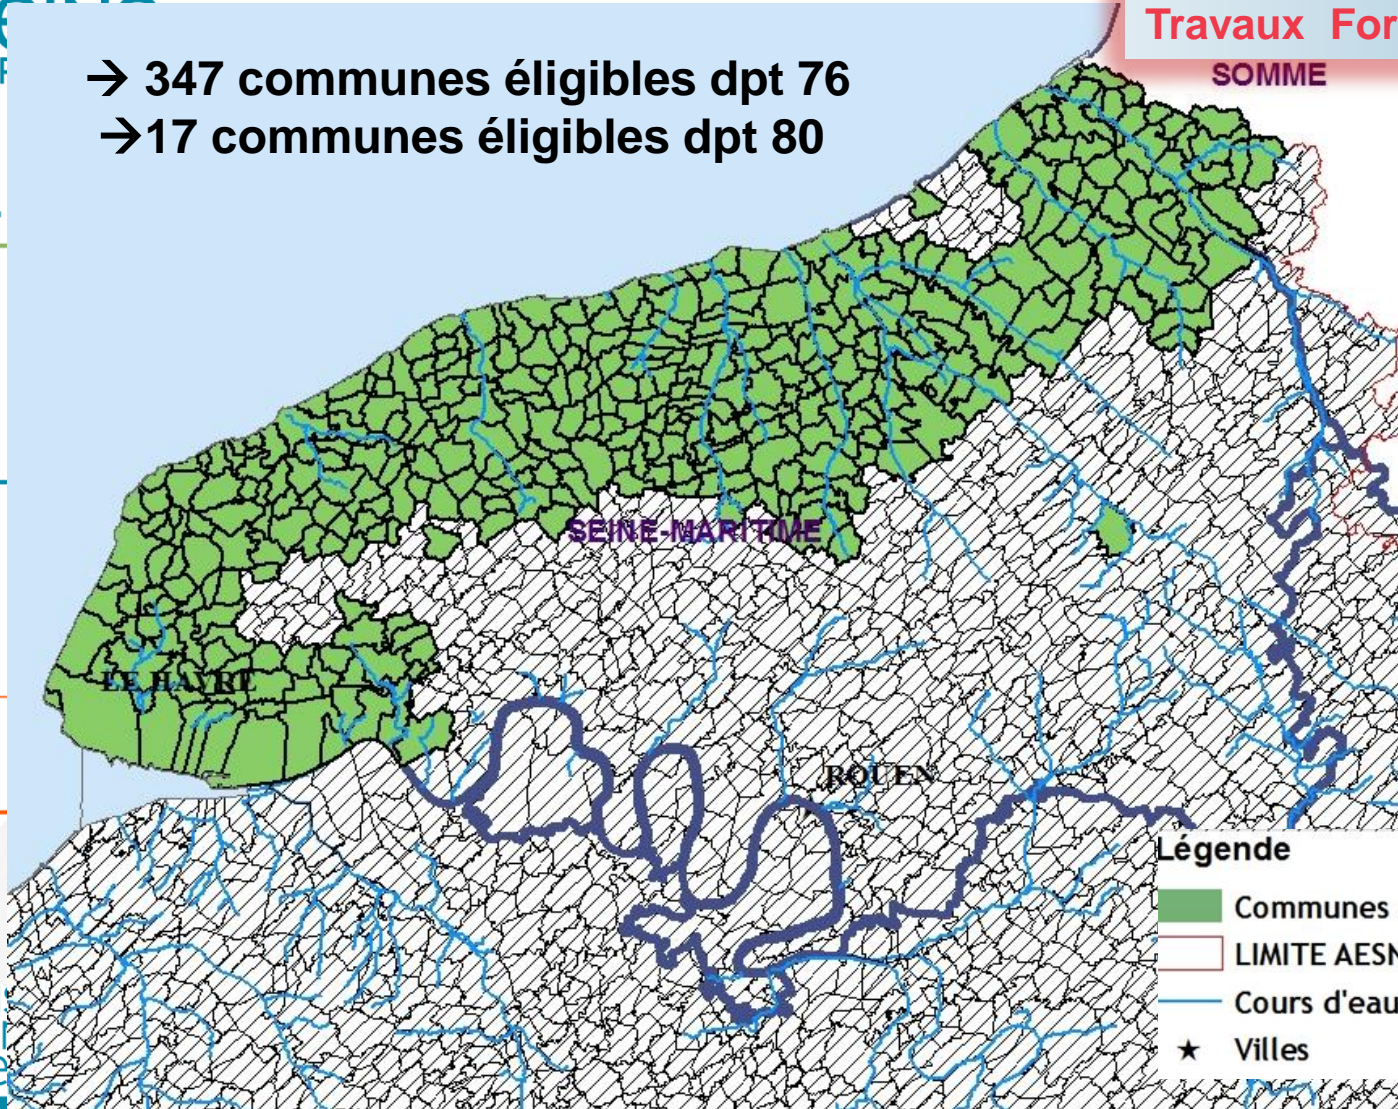 Travaux For
→ 347 communes éligibles dpt 76
→17 communes éligibles dpt 80
SOMME
SEINE-MARITIME
LE HAVRE
ROUEN
Légende
Communes
LIMITE AESN
Cours d'eau
Villes